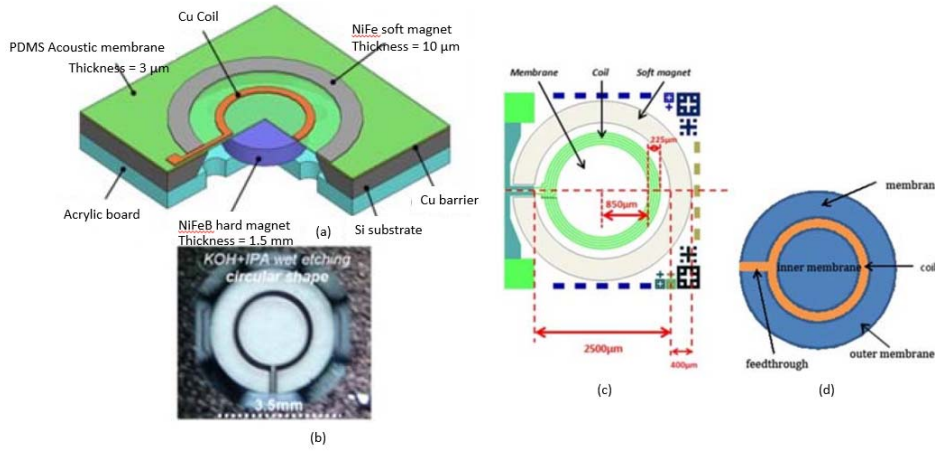 Cu Coil
NiFe soft magnet
Thickness = 10 µm
PDMS Acoustic membrane
Thickness = 3 µm
Acrylic board
NiFeB hard magnet
Thickness = 1.5 mm
(a)
Si substrate
Cu barrier
KOH+IPA wet etching
circular shape
3.5mm
(b)
(c)
Membrane
Coil
Soft magnet
225µm
850µm
2500µm
400µm
(c)
membran
inner membrane
coil
feedthrough
outer membrane
(d)